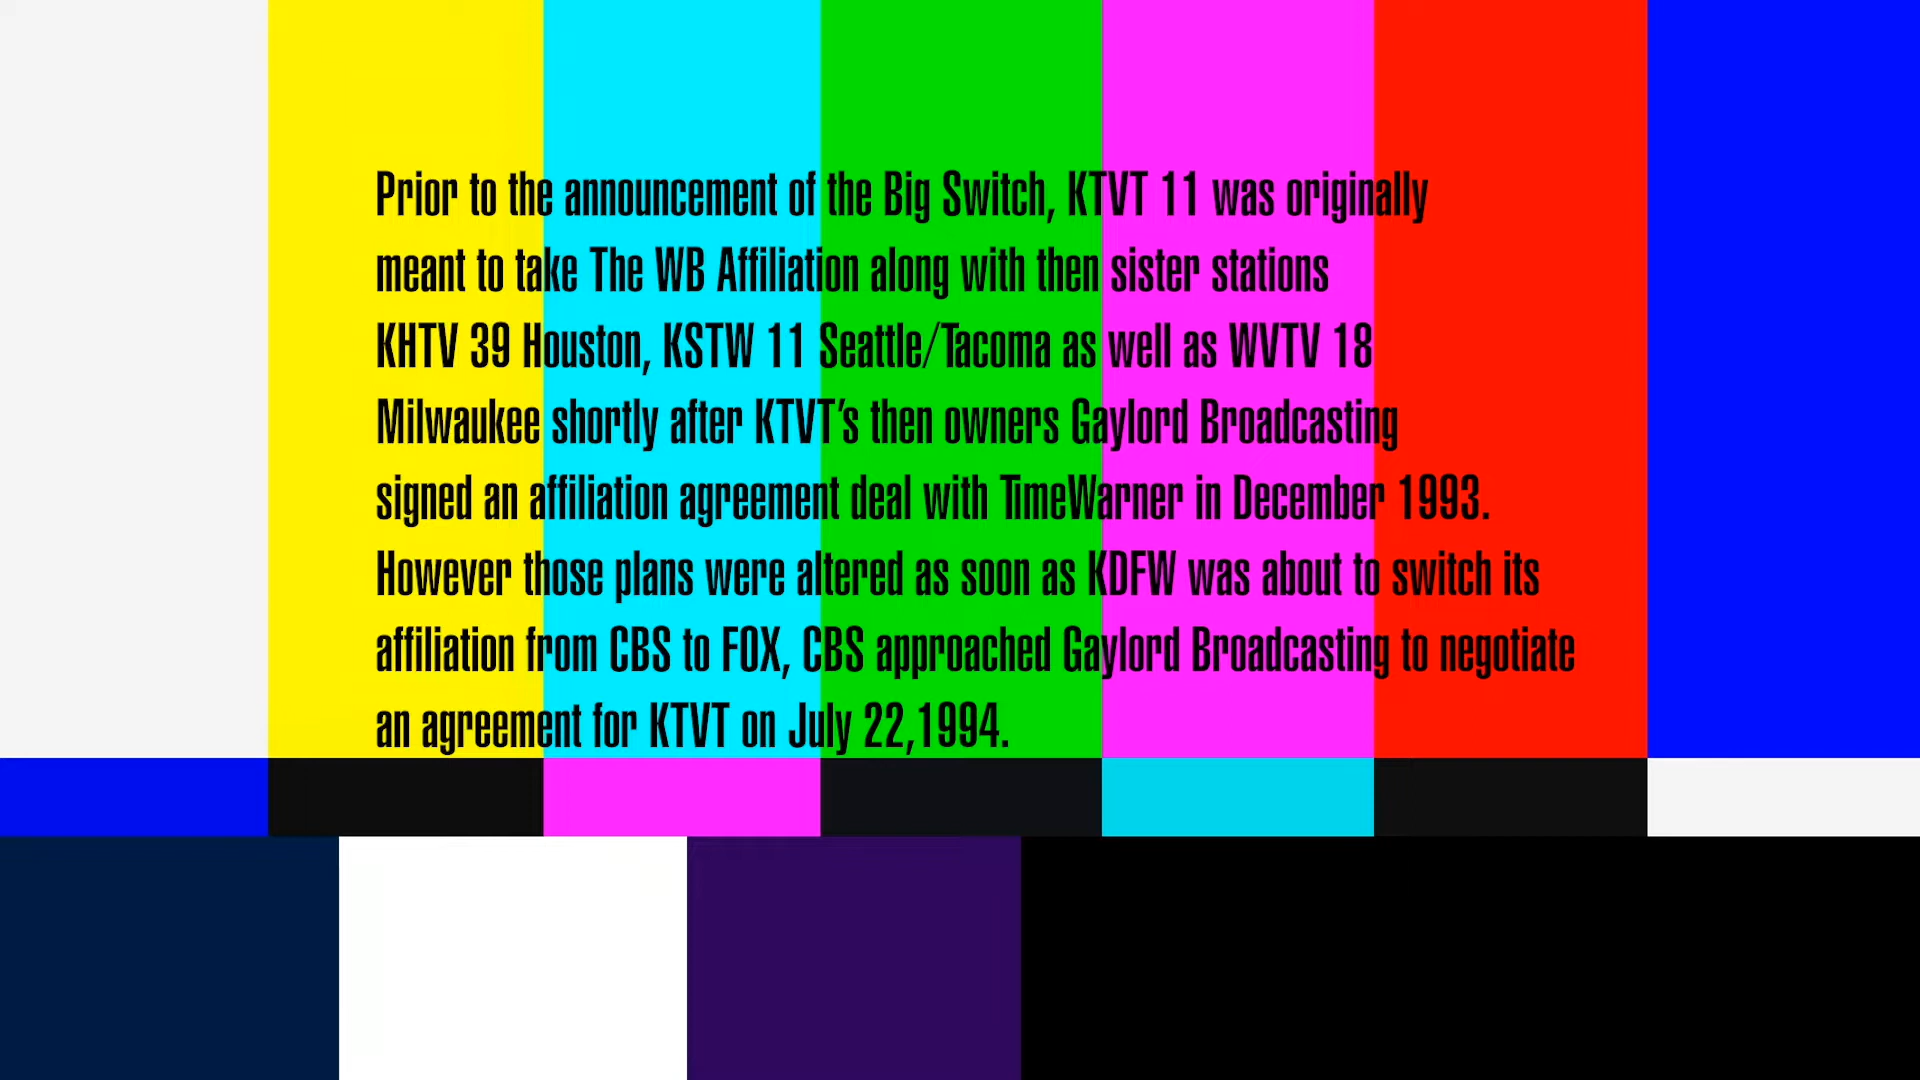 Prior to the announcement of the Big Switch, KTVT 11 was originally
meant to take The WB Affiliation along with then sister stations
KHTV 39 Houston, KSTW 11 Seattle/Tacoma as well as WVTV 18
Milwaukee shortly after KTVT’s then owners Gaylord Broadcasting
signed an affiliation agreement deal with TimeWarner in December 1993.
However those plans were altered as soon as KDFW was about to switch its
affiliation from CBS to FOX, CBS approached Gaylord Broadcasting to negotiate
an agreement for KTVT on July 22,1994.